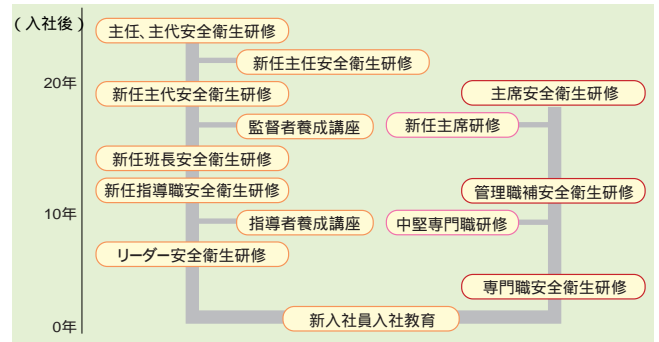 (入社後)
主任、主代安全衛生研修
新任主任安全衛生研修
20年
新任主代安全衛生研修
主席安全衛生研修
監督者養成講座
新任主席研修
新任班長安全衛生研修
新任指導職安全衛生研修
管理職補安全衛生研修
10年
指導者養成講座
中堅専門職研修
リーダー安全衛生研修
専門職安全衛生研修
新入社員入社教育
0年